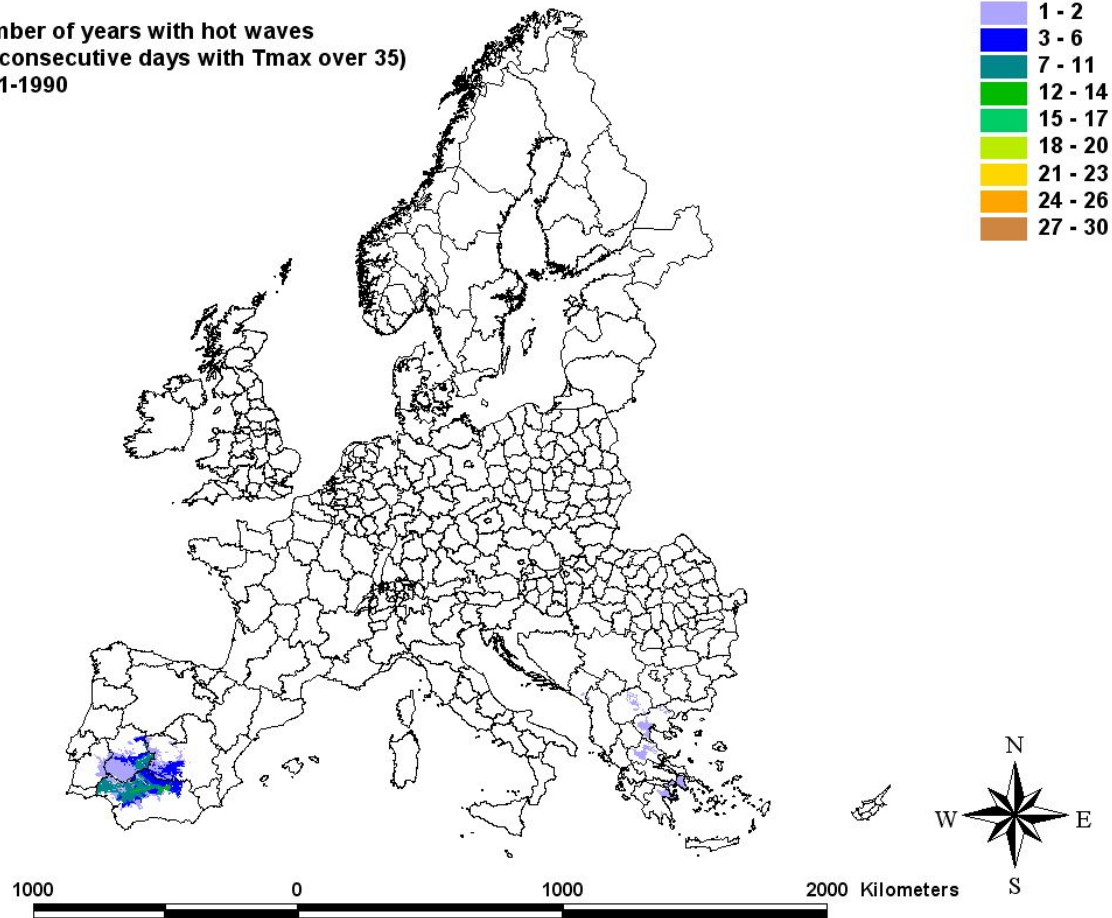 mber of years with hot waves
consecutive days with Tmax over 35)
1-1990
1 - 2
3 - 6
7 - 11
12 - 14
15 - 17
18 - 20
21 - 23
24 - 26
27 - 30
N
W E
S
1000 0 1000 2000 Kilometers